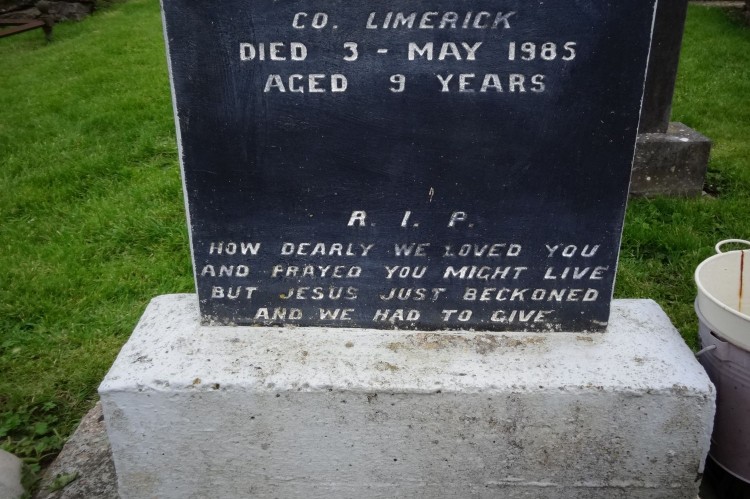 CO. LIMERICK
DIED 3 - MAY 1985
AGED 9 YEARS
R. I. P.
HOW DEARLY WE LOVED YOU
AND PRAYED YOU MIGHT LIVE
BUT JESUS JUST BECKONED
AND WE HAD TO GIVE